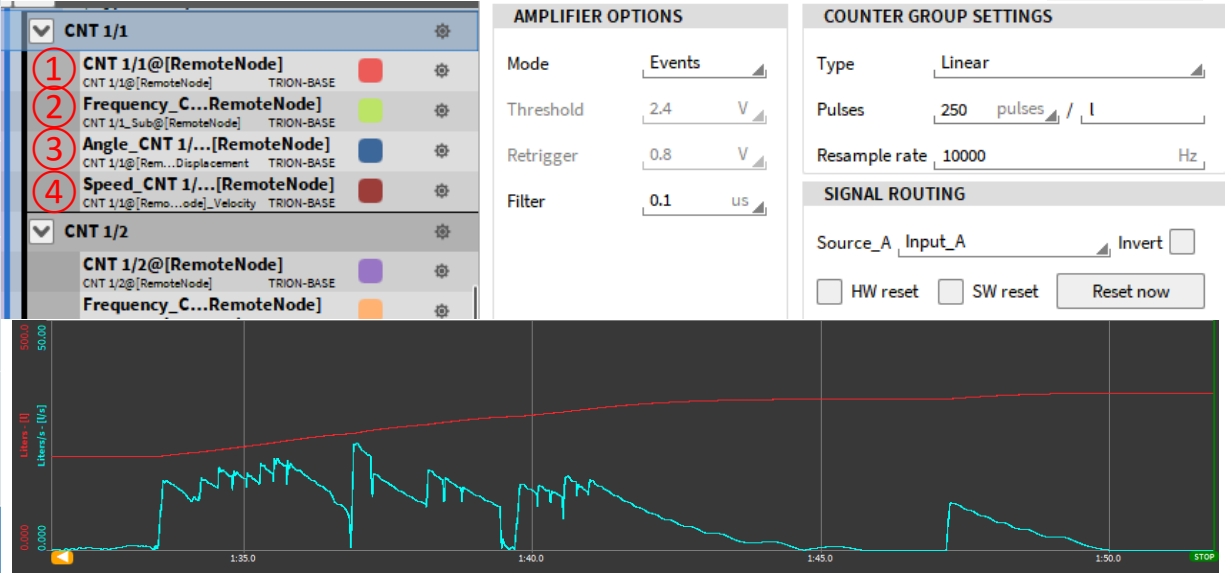 CNT 1/1
1 CNT 1/1@[RemoteNode]
CNT 1/1@[RemoteNode] TRION-BASE
2 Frequency_C...RemoteNode]
CNT 1/1_Sub@[RemoteNode] TRION-BASE
3 Angle_CNT 1/...[RemoteNode]
CNT 1/1@[Rem...Displacement TRION-BASE
4 Speed_CNT 1/...[RemoteNode]
CNT 1/1@[Remo...ode]_Velocity TRION-BASE
CNT 1/2
CNT 1/2@[RemoteNode]
CNT 1/2@[RemoteNode] TRION-BASE
Frequency_C...RemoteNode]
AMPLIFIER OPTIONS
Mode Events
Threshold 2.4 V
Retrigger 0.8 V
Filter 0.1 us
COUNTER GROUP SETTINGS
Type Linear
Pulses 250 pulses / l
Resample rate 10000 Hz
SIGNAL ROUTING
Source_A Input_A Invert
HW reset SW reset Reset now
500.0
50.00
Liters - [l]
Liters/s - [l/s]
0.000
0.000
1:35.0 1:40.0 1:45.0 1:50.0 STOP